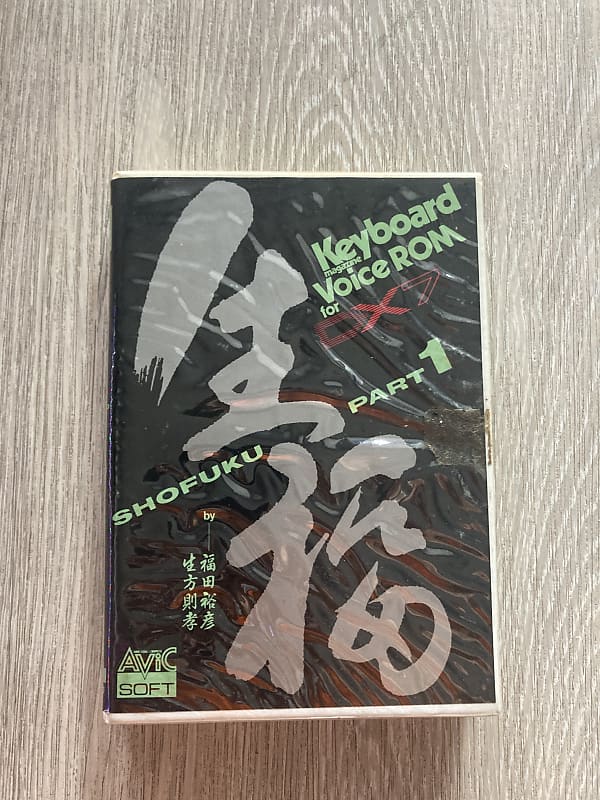 Keyboard
magazine
Voice ROM
for DX7
PART 1
生福
SHOFUKU
by
福田裕彦
生方則孝
AViC
SOFT